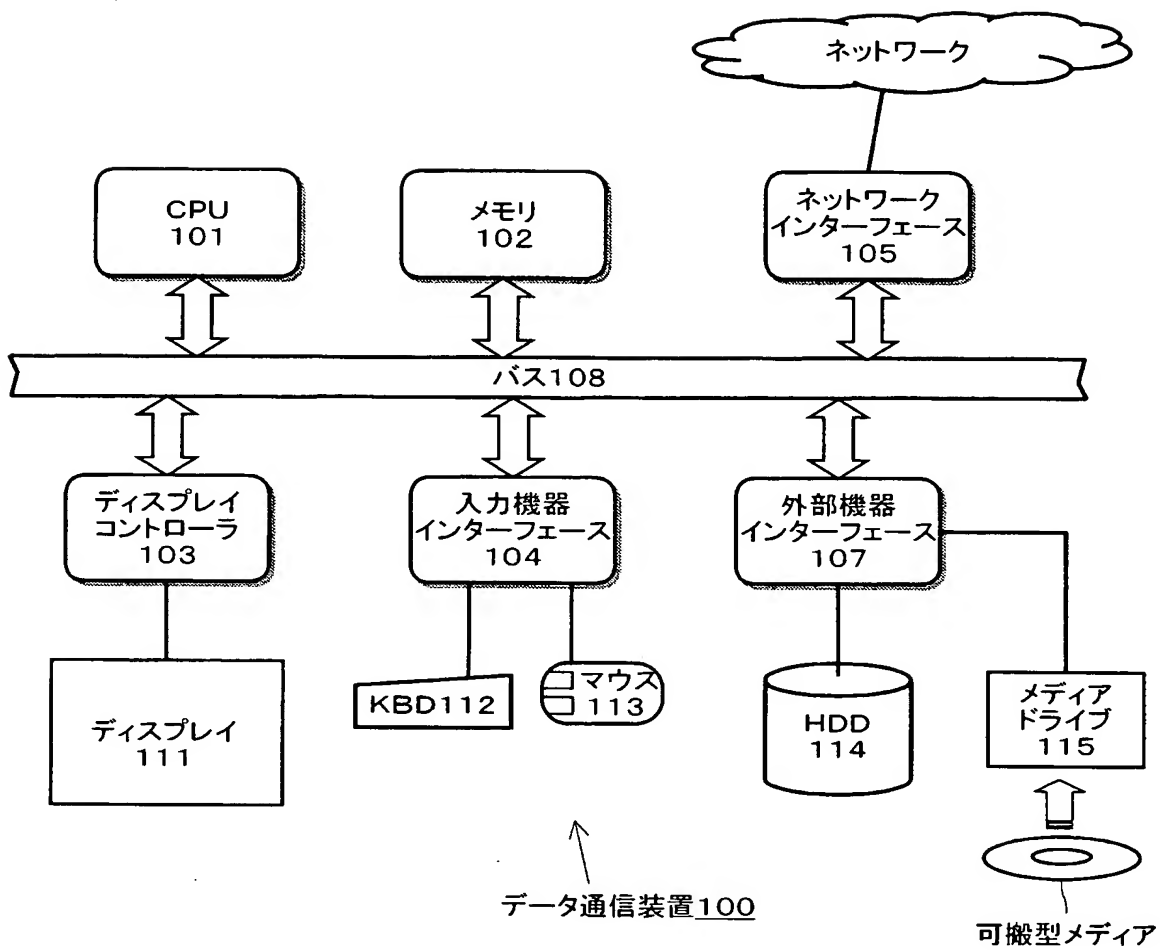 ネットワーク
CPU
101
メモリ
102
ネットワーク
インターフェース
105
バス108
ディスプレイ
コントローラ
103
入力機器
インターフェース
104
外部機器
インターフェース
107
ディスプレイ
111
KBD112
マウス
113
HDD
114
メディア
ドライブ
115
データ通信装置100
可搬型メディア